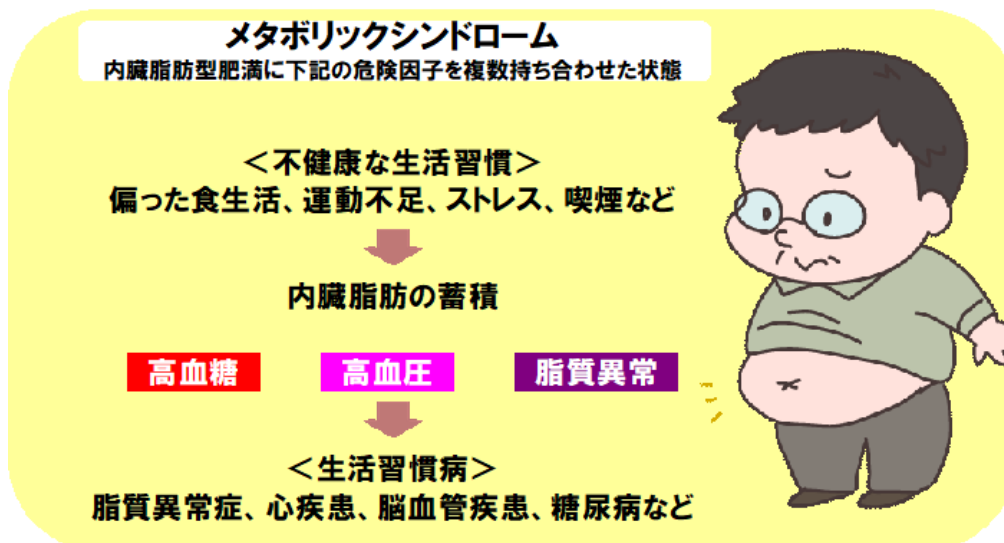 メタボリックシンドローム
内臓脂肪型肥満に下記の危険因子を複数持ち合わせた状態
＜不健康な生活習慣＞
偏った食生活、運動不足、ストレス、喫煙など
内臓脂肪の蓄積
高血糖 高血圧 脂質異常
＜生活習慣病＞
脂質異常症、心疾患、脳血管疾患、糖尿病など